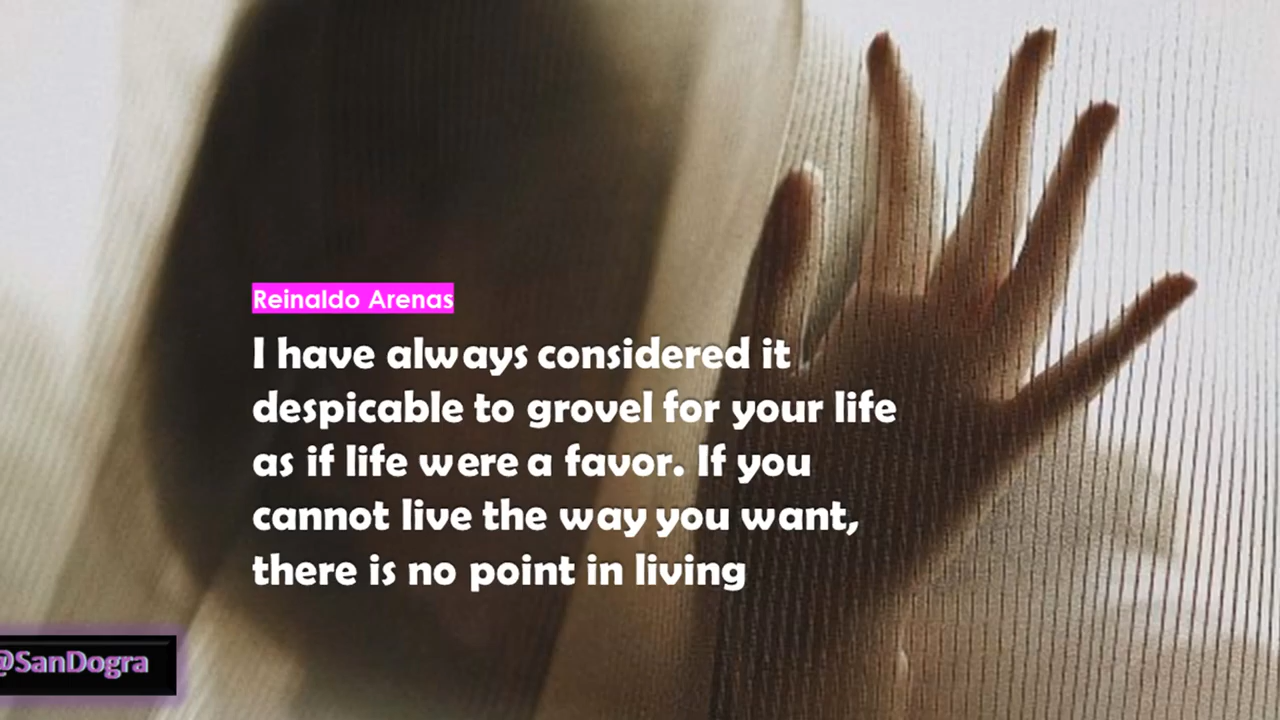 Reinaldo Arenas
I have always considered it
despicable to grovel for your life
as if life were a favor. If you
cannot live the way you want,
there is no point in living
@SanDogra